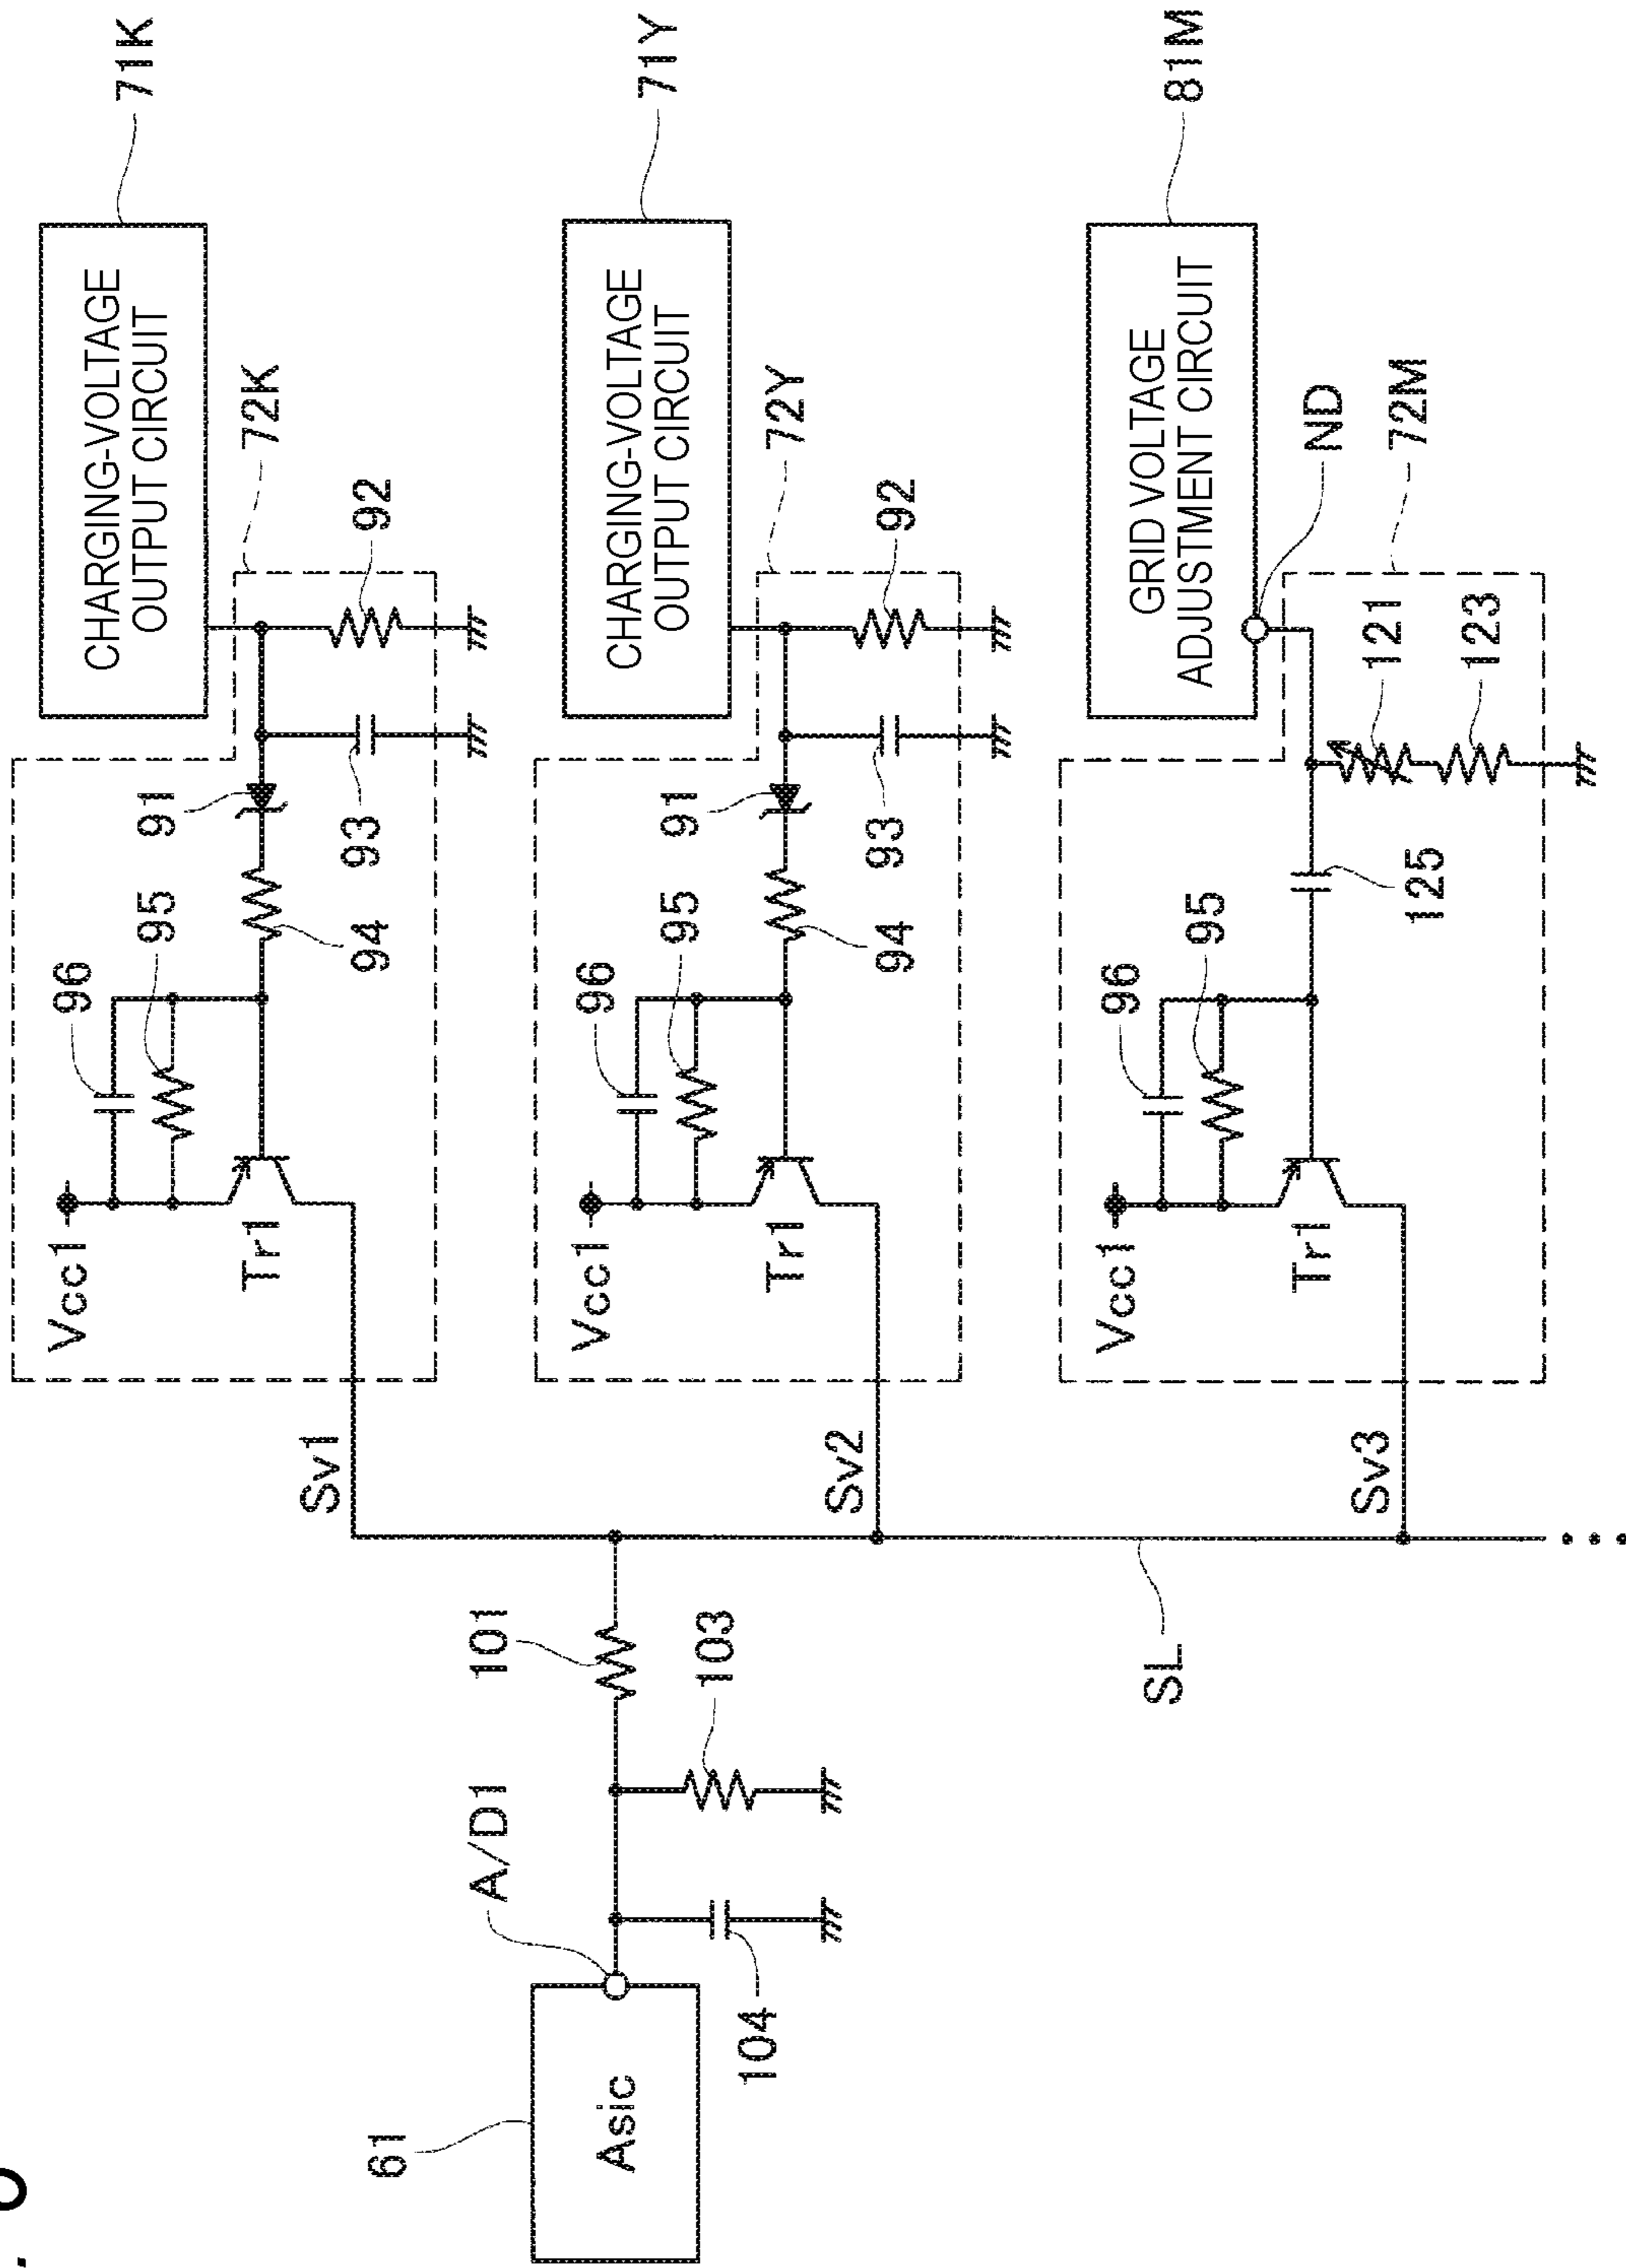 61
Asic
A/D1
104
103
101
SL
Sv1
Sv2
Sv3
Vcc1
Tr1
96
95
94
91
93
92
72K
CHARGING-VOLTAGE
OUTPUT CIRCUIT
71K
Vcc1
Tr1
96
95
94
91
93
92
72Y
CHARGING-VOLTAGE
OUTPUT CIRCUIT
71Y
Vcc1
Tr1
96
95
125
121
123
72M
ND
GRID VOLTAGE
ADJUSTMENT CIRCUIT
81M